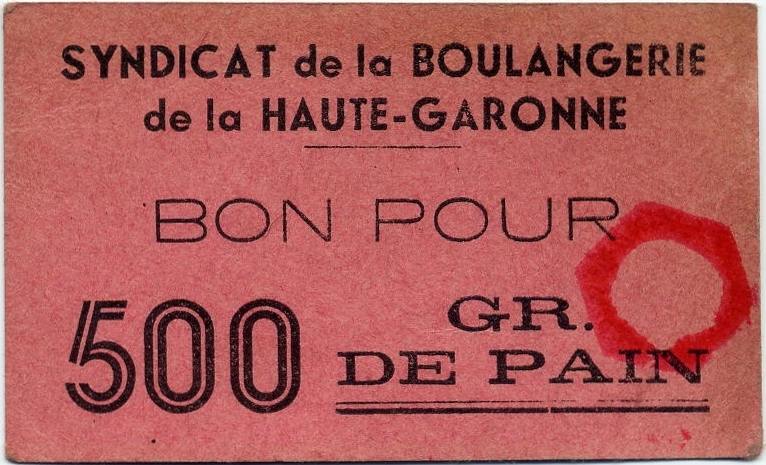 SYNDICAT de la BOULANGERIE
de la HAUTE-GARONNE
BON POUR
500 GR.
DE PAIN